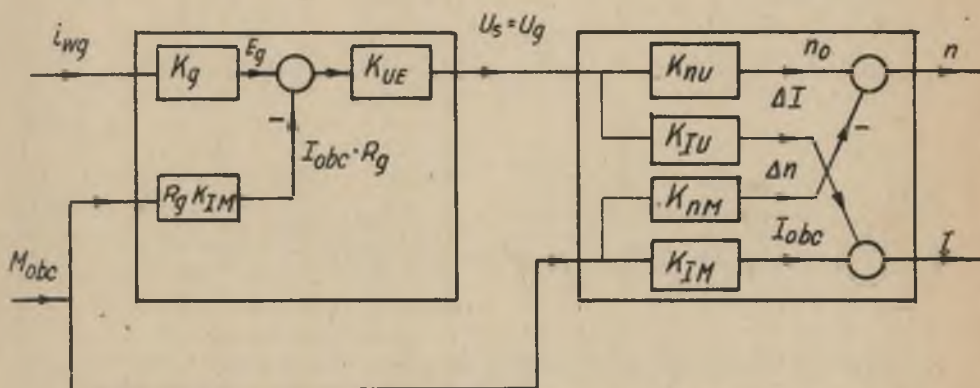 i_wg
K_g
E_g
K_UE
U_s = U_g
K_nU
n_o
n
ΔI
K_IU
-
-
I_obc · R_g
Δn
R_g K_IM
K_nM
I_obc
I
M_obc
K_IM